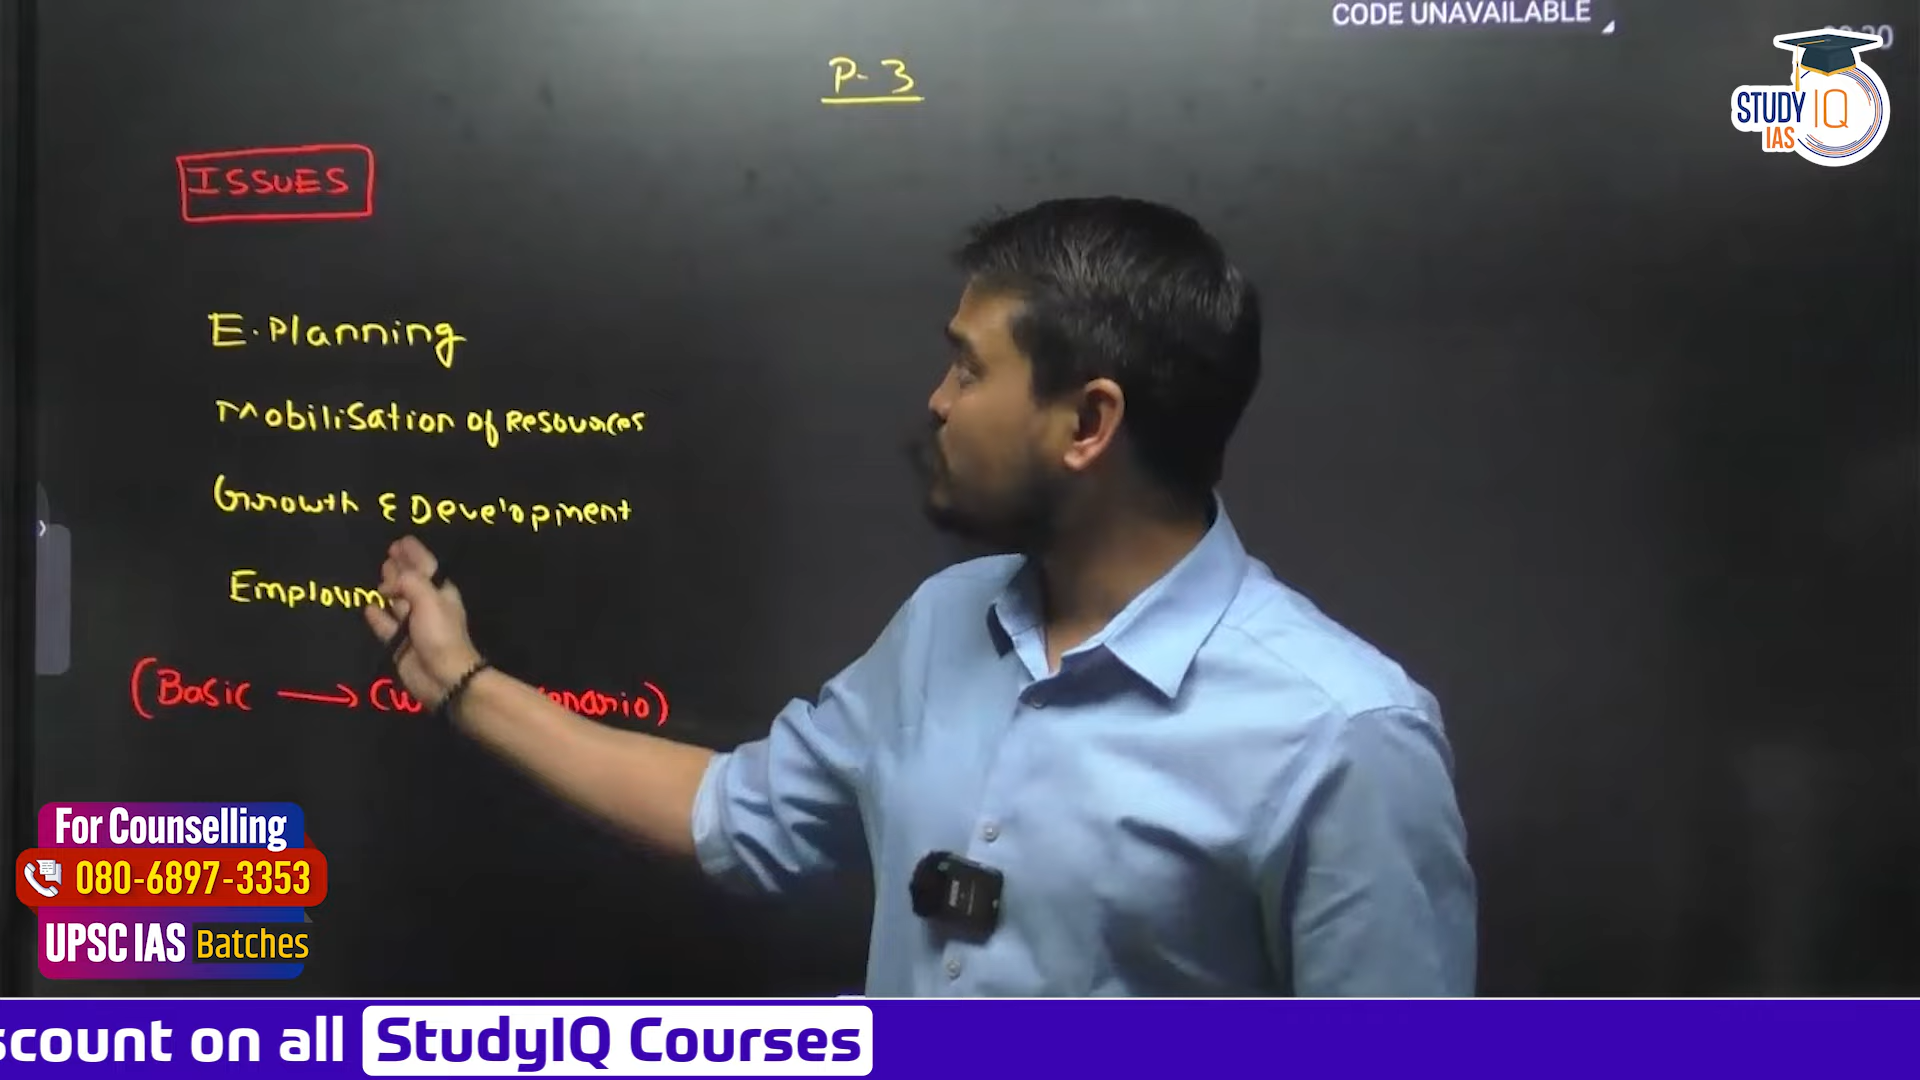 CODE UNAVAILABLE
P-3
STUDY IQ
IAS
ISSUES
E.Planning
Mobilisation of Resources
Growth & Development
(Basic →
For Counselling
080-6897-3353
UPSC IAS Batches
scount on all StudyIQ Courses